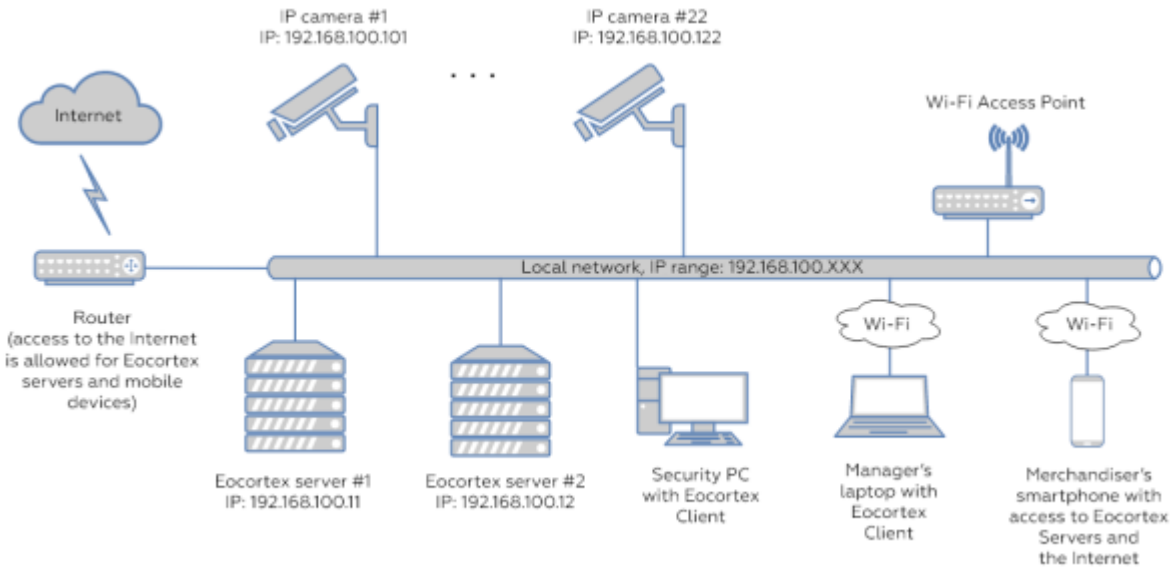 IP camera #1
IP: 192.168.100.101
IP camera #22
IP: 192.168.100.122
. . .
Internet
Wi-Fi Access Point
Local network, IP range: 192.168.100.XXX
Router
(access to the Internet
is allowed for Eocortex
servers and mobile
devices)
Wi-Fi
Wi-Fi
Eocortex server #1
IP: 192.168.100.11
Eocortex server #2
IP: 192.168.100.12
Security PC
with Eocortex
Client
Manager's
laptop with
Eocortex
Client
Merchandiser's
smartphone with
access to Eocortex
Servers and
the Internet